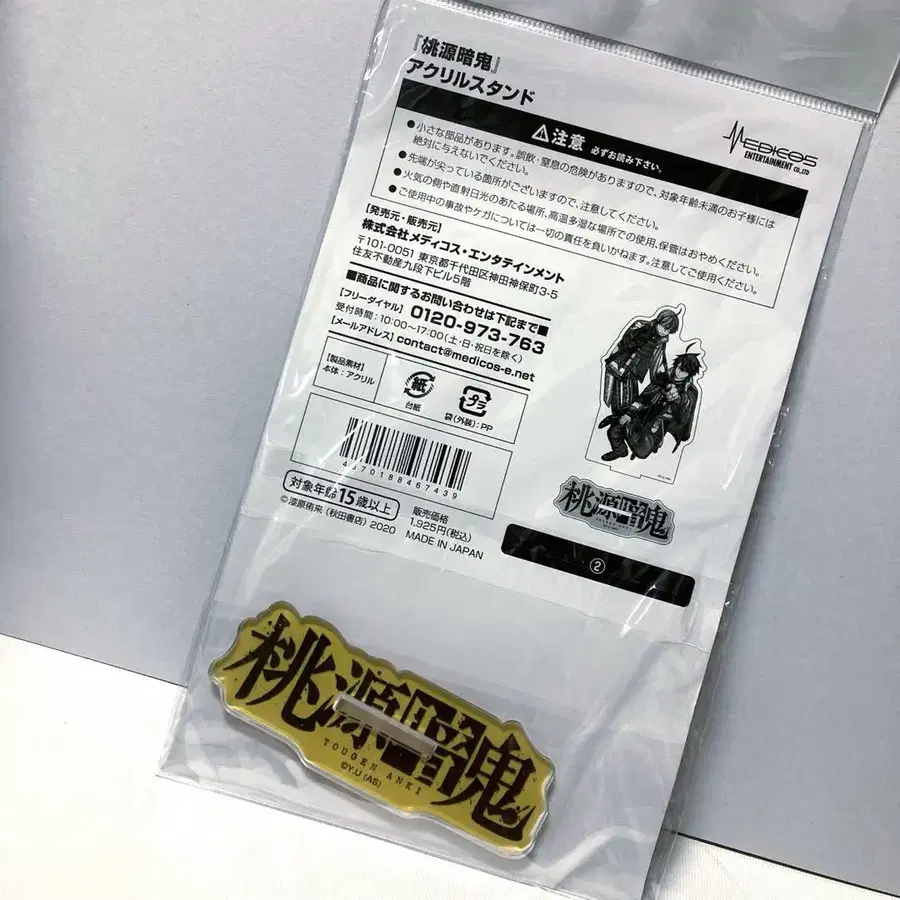 『桃源暗鬼』
アクリルスタンド
MEDICOS
ENTERTAINMENT CO.,LTD
⚠注意 必ずお読み下さい。
●小さな部品があります。誤飲・窒息の危険がありますので、対象年齢未満のお子様には
絶対に与えないでください。
●先端が尖っている箇所がございますので、注意してください。
●火気の側や直射日光のあたる場所、高温多湿な場所での使用、保管はおやめください。
●ご使用中の事故やケガについては一切の責任を負いかねます。注意してご使用ください。
【発売元・販売元】
株式会社メディコス・エンタテインメント
〒101-0051 東京都千代田区神田神保町3-5
住友不動産九段下ビル5階
■商品に関するお問い合わせは下記まで■
【フリーダイヤル】 0120-973-763
受付時間:10:00〜17:00(土・日・祝日を除く)
【メールアドレス】contact@medicos-e.net
【製品素材】
本体:アクリル
紙
台紙
プラ
袋(外装):PP
4570188467439
対象年齢15歳以上
©漆原侑来(秋田書店)2020
販売価格
1,925円(税込)
MADE IN JAPAN
桃源暗鬼
②
桃源暗鬼
TOUGEN ANKI
©Y.U(AS)